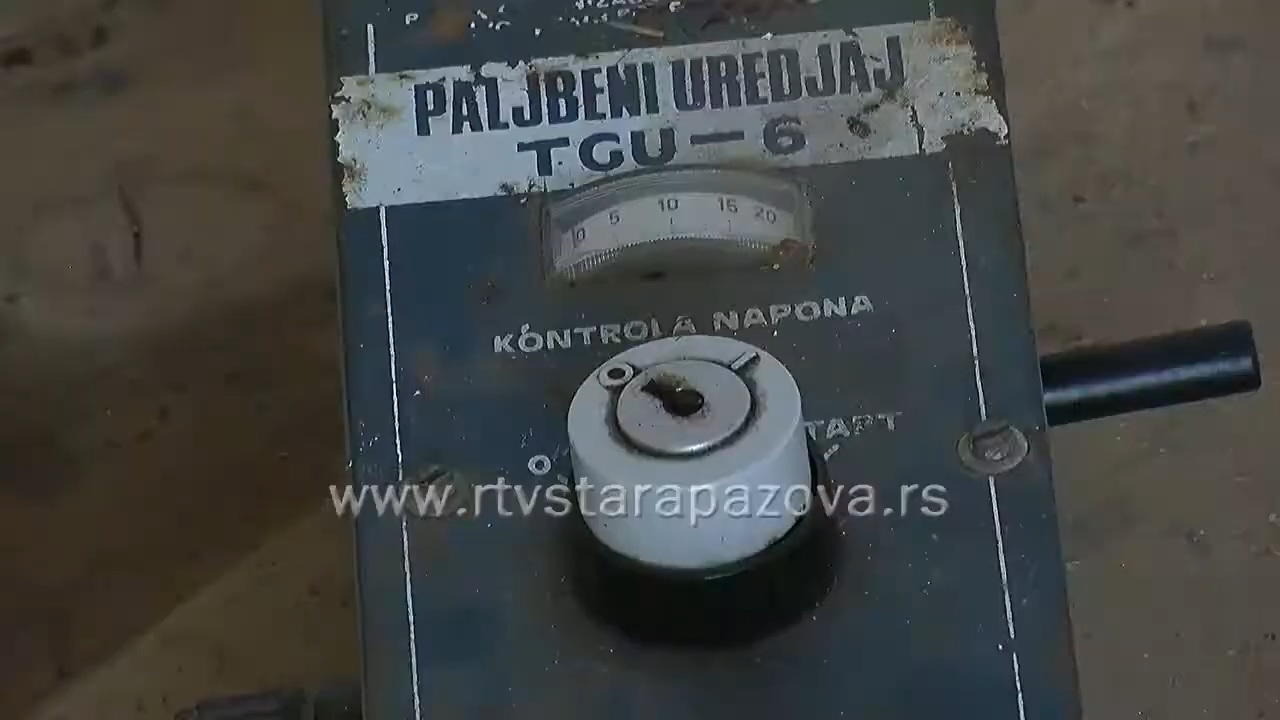 PALJBENI UREDJAJ
TGU-6
0 5 10 15 20
KONTROLA NAPONA
O
O
www.rtvstarapazova.rs